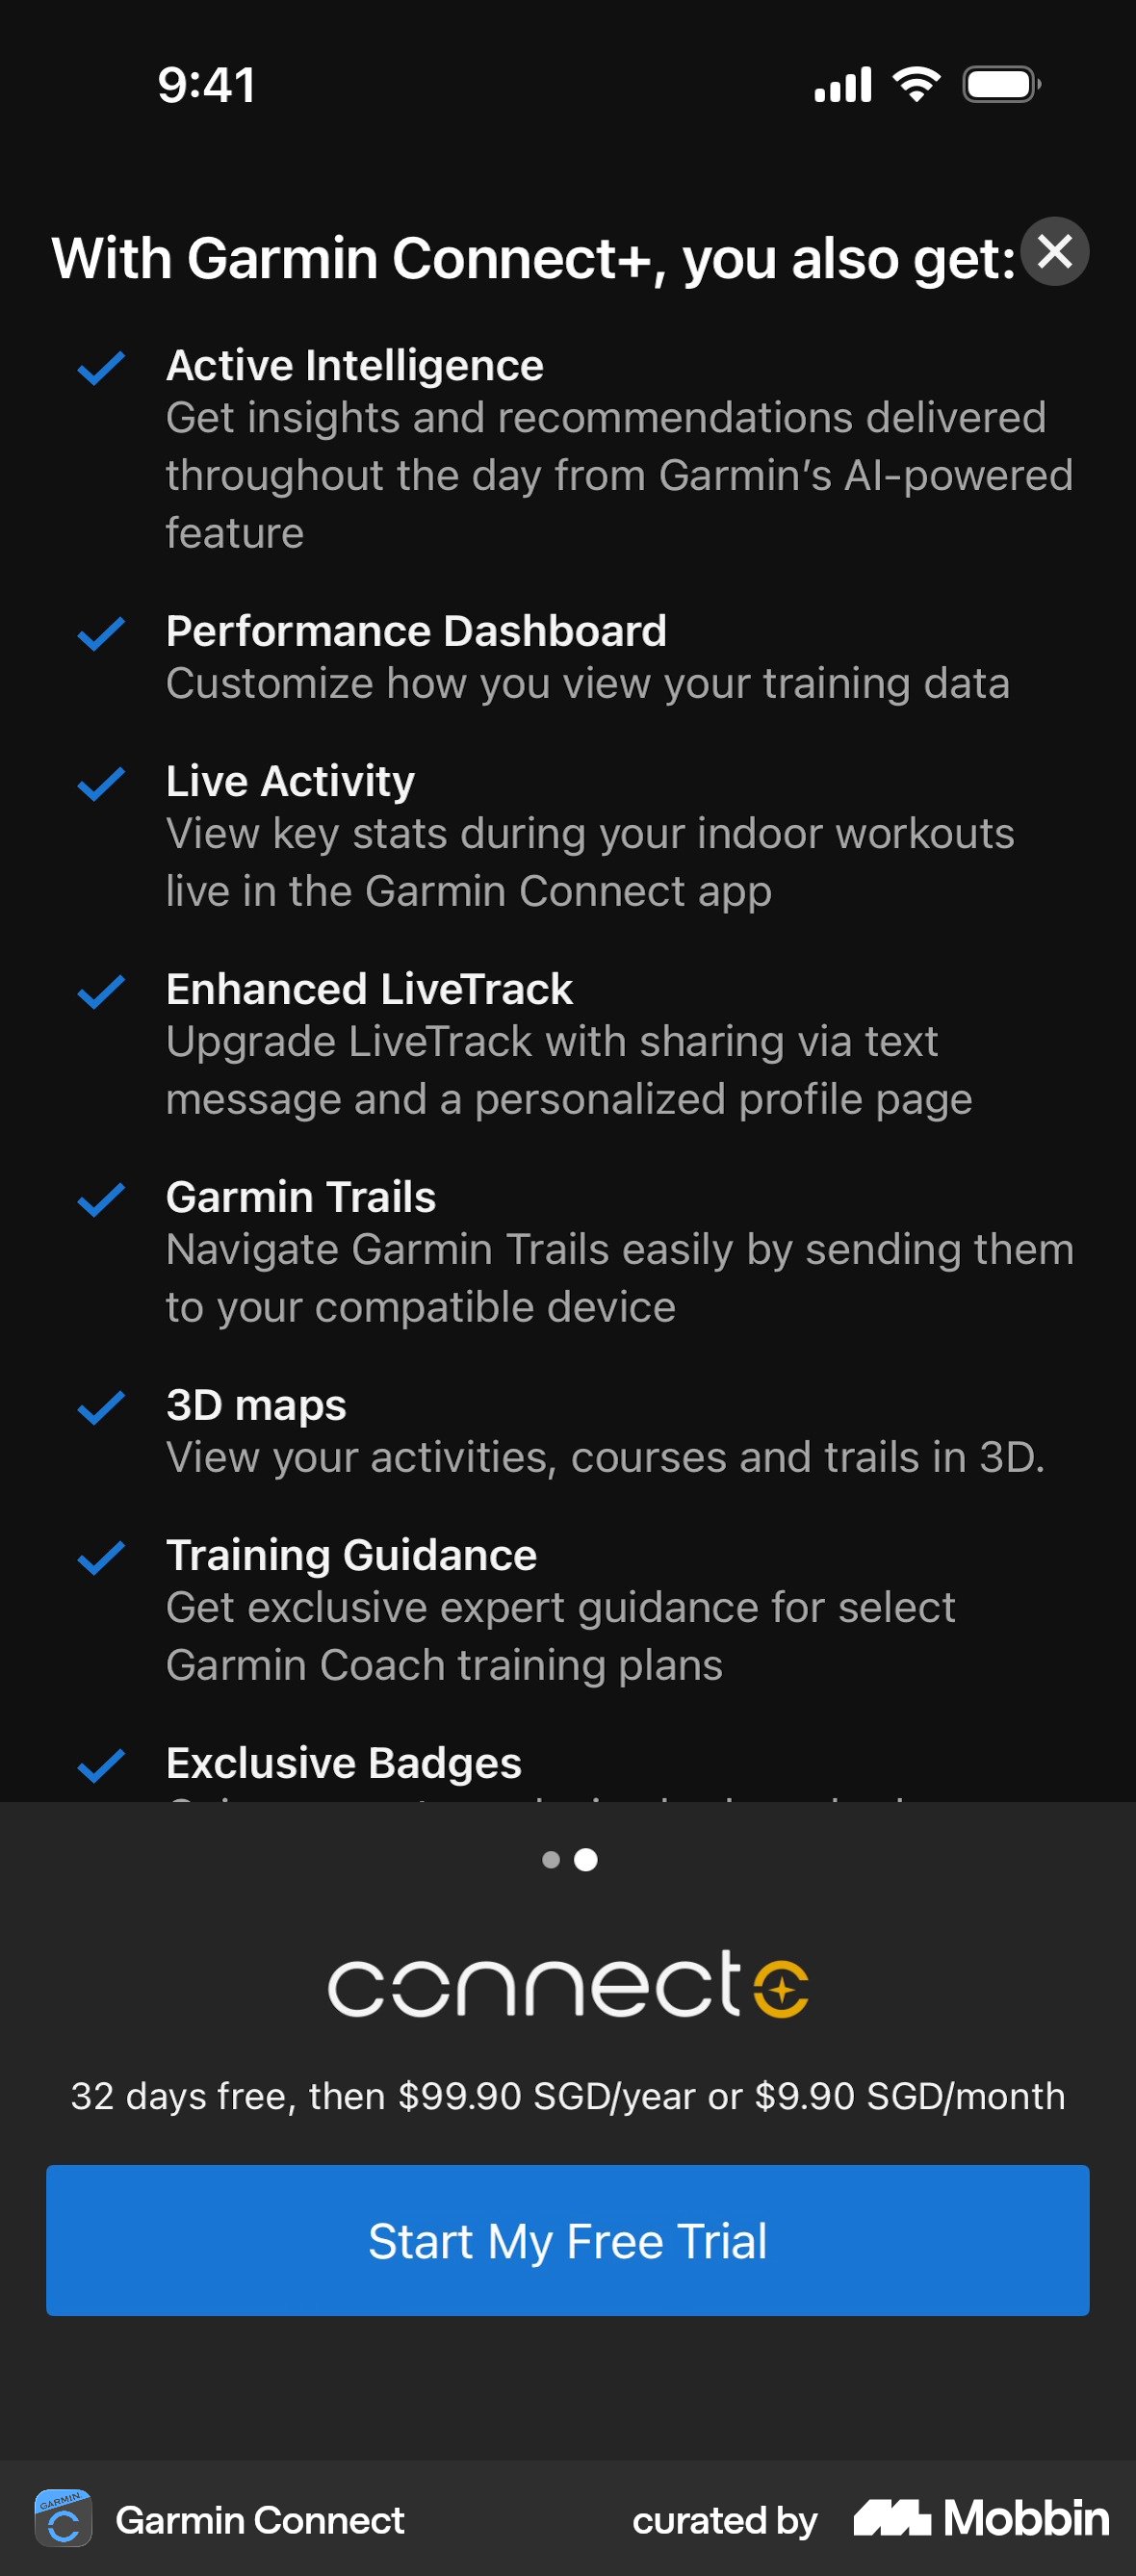 9:41
With Garmin Connect+, you also get:
Active Intelligence
Get insights and recommendations delivered
throughout the day from Garmin’s AI-powered
feature
Performance Dashboard
Customize how you view your training data
Live Activity
View key stats during your indoor workouts
live in the Garmin Connect app
Enhanced LiveTrack
Upgrade LiveTrack with sharing via text
message and a personalized profile page
Garmin Trails
Navigate Garmin Trails easily by sending them
to your compatible device
3D maps
View your activities, courses and trails in 3D.
Training Guidance
Get exclusive expert guidance for select
Garmin Coach training plans
Exclusive Badges
connect
32 days free, then $99.90 SGD/year or $9.90 SGD/month
Start My Free Trial
GARMIN
Garmin Connect
curated by Mobbin